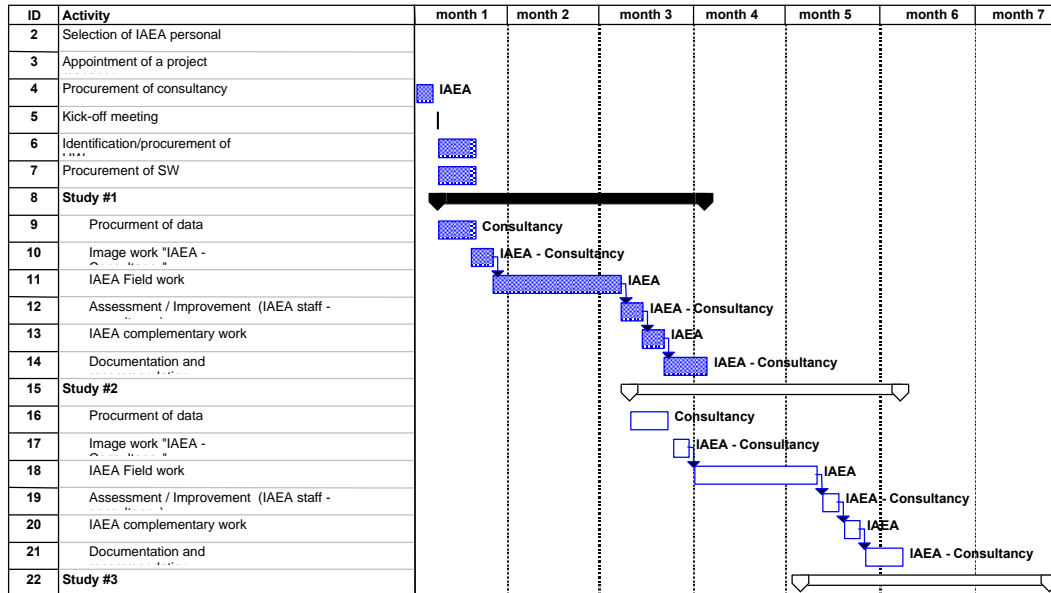 ID Activity month 1 month 2 month 3 month 4 month 5 month 6 month 7
2 Selection of IAEA personal
3 Appointment of a project
4 Procurement of consultancy IAEA
5 Kick-off meeting
6 Identification/procurement of
7 Procurement of SW
8 Study #1
9 Procurment of data Consultancy
10 Image work "IAEA - IAEA - Consultancy
11 IAEA Field work IAEA
12 Assessment / Improvement (IAEA staff - IAEA - Consultancy
13 IAEA complementary work IAEA
14 Documentation and IAEA - Consultancy
15 Study #2
16 Procurment of data Consultancy
17 Image work "IAEA - IAEA - Consultancy
18 IAEA Field work IAEA
19 Assessment / Improvement (IAEA staff - IAEA - Consultancy
20 IAEA complementary work IAEA
21 Documentation and IAEA - Consultancy
22 Study #3